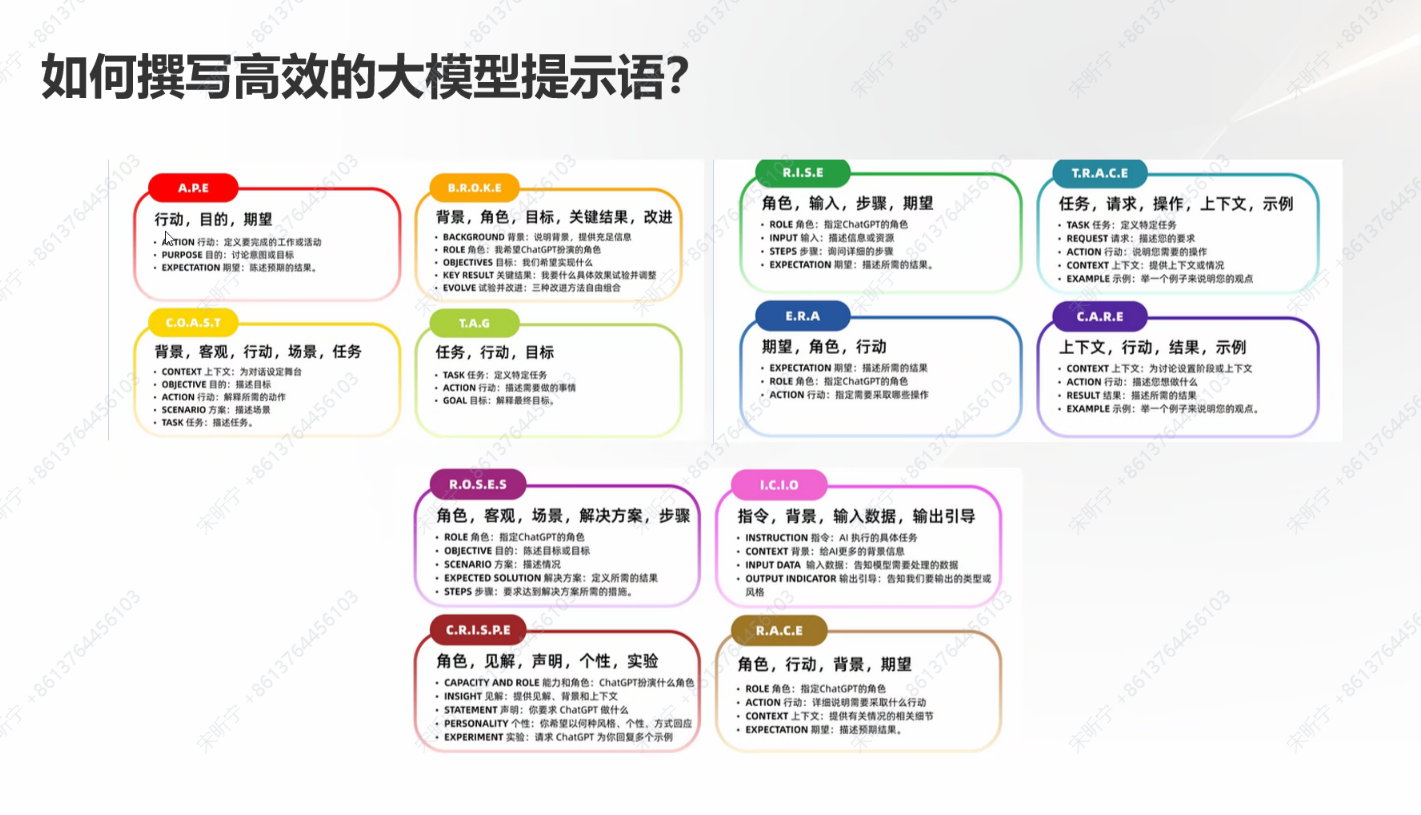 如何撰写高效的大模型提示语？
A.P.E
行动，目的，期望
• ACTION 行动：定义要完成的工作或活动
• PURPOSE 目的：讨论意图或目标
• EXPECTATION 期望：陈述预期的结果。
B.R.O.K.E
背景，角色，目标，关键结果，改进
• BACKGROUND 背景：说明背景，提供充足信息
• ROLE 角色：我希望ChatGPT扮演的角色
• OBJECTIVES 目标：我们希望实现什么
• KEY RESULT 关键结果：我要什么具体效果试验并调整
• EVOLVE 试验并改进：三种改进方法自由组合
C.O.A.S.T
背景，客观，行动，场景，任务
• CONTEXT 上下文：为对话设定舞台
• OBJECTIVE 目的：描述目标
• ACTION 行动：解释所需的动作
• SCENARIO 方案：描述场景
• TASK 任务：描述任务。
T.A.G
任务，行动，目标
• TASK 任务：定义特定任务
• ACTION 行动：描述需要做的事情
• GOAL 目标：解释最终目标。
R.I.S.E
角色，输入，步骤，期望
• ROLE 角色：指定ChatGPT的角色
• INPUT 输入：描述信息或资源
• STEPS 步骤：询问详细的步骤
• EXPECTATION 期望：描述所需的结果。
T.R.A.C.E
任务，请求，操作，上下文，示例
• TASK 任务：定义特定任务
• REQUEST 请求：描述您的要求
• ACTION 行动：说明您需要的操作
• CONTEXT 上下文：提供上下文或情况
• EXAMPLE 示例：举一个例子来说明您的观点
E.R.A
期望，角色，行动
• EXPECTATION 期望：描述所需的结果
• ROLE 角色：指定ChatGPT的角色
• ACTION 行动：指定需要采取哪些操作
C.A.R.E
上下文，行动，结果，示例
• CONTEXT 上下文：为讨论设置阶段或上下文
• ACTION 行动：描述您想做什么
• RESULT 结果：描述所需的结果
• EXAMPLE 示例：举一个例子来说明您的观点。
R.O.S.E.S
角色，客观，场景，解决方案，步骤
• ROLE 角色：指定ChatGPT的角色
• OBJECTIVE 目的：陈述目标或目标
• SCENARIO 方案：描述情况
• EXPECTED SOLUTION 解决方案：定义所需的结果
• STEPS 步骤：要求达到解决方案所需的措施。
I.C.I.O
指令，背景，输入数据，输出引导
• INSTRUCTION 指令：AI 执行的具体任务
• CONTEXT 背景：给AI更多的背景信息
• INPUT DATA 输入数据：告知模型需要处理的数据
• OUTPUT INDICATOR 输出引导：告知我们要输出的类型或
风格
C.R.I.S.P.E
角色，见解，声明，个性，实验
• CAPACITY AND ROLE 能力和角色：ChatGPT扮演什么角色
• INSIGHT 见解：提供见解、背景和上下文
• STATEMENT 声明：你要求 ChatGPT 做什么
• PERSONALITY 个性：你希望以何种风格、个性、方式回应
• EXPERIMENT 实验：请求 ChatGPT 为你回复多个示例
R.A.C.E
角色，行动，背景，期望
• ROLE 角色：指定ChatGPT的角色
• ACTION 行动：详细说明需要采取什么行动
• CONTEXT 上下文：提供有关情况的相关细节
• EXPECTATION 期望：描述预期结果。
宋昕宁 +8613764456103